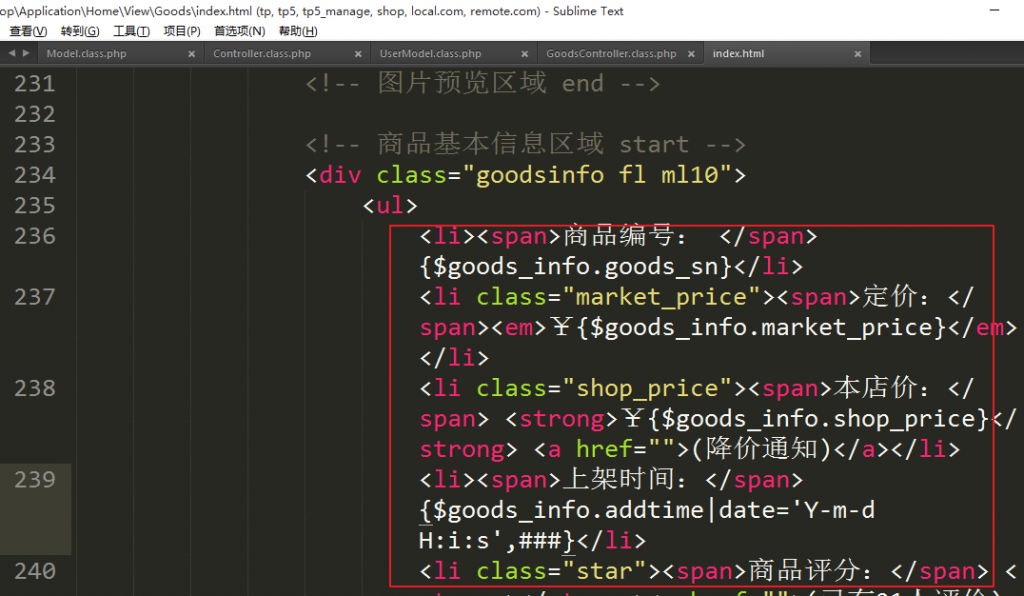 op\Application\Home\View\Goods\index.html (tp, tp5, tp5_manage, shop, local.com, remote.com) - Sublime Text
查看(V) 转到(G) 工具(T) 项目(P) 首选项(N) 帮助(H)
Model.class.php × Controller.class.php × UserModel.class.php × GoodsController.class.php × index.html ×
231 <!-- 图片预览区域 end -->
232
233 <!-- 商品基本信息区域 start -->
234 <div class="goodsinfo fl ml10">
235 <ul>
236 <li><span>商品编号： </span>
{$goods_info.goods_sn}</li>
237 <li class="market_price"><span>定价：</
span><em>￥{$goods_info.market_price}</em>
</li>
238 <li class="shop_price"><span>本店价：</
span> <strong>￥{$goods_info.shop_price}</
strong> <a href="">(降价通知)</a></li>
239 <li><span>上架时间：</span>
{$goods_info.addtime|date='Y-m-d
H:i:s',###}</li>
240 <li class="star"><span>商品评分：</span> <